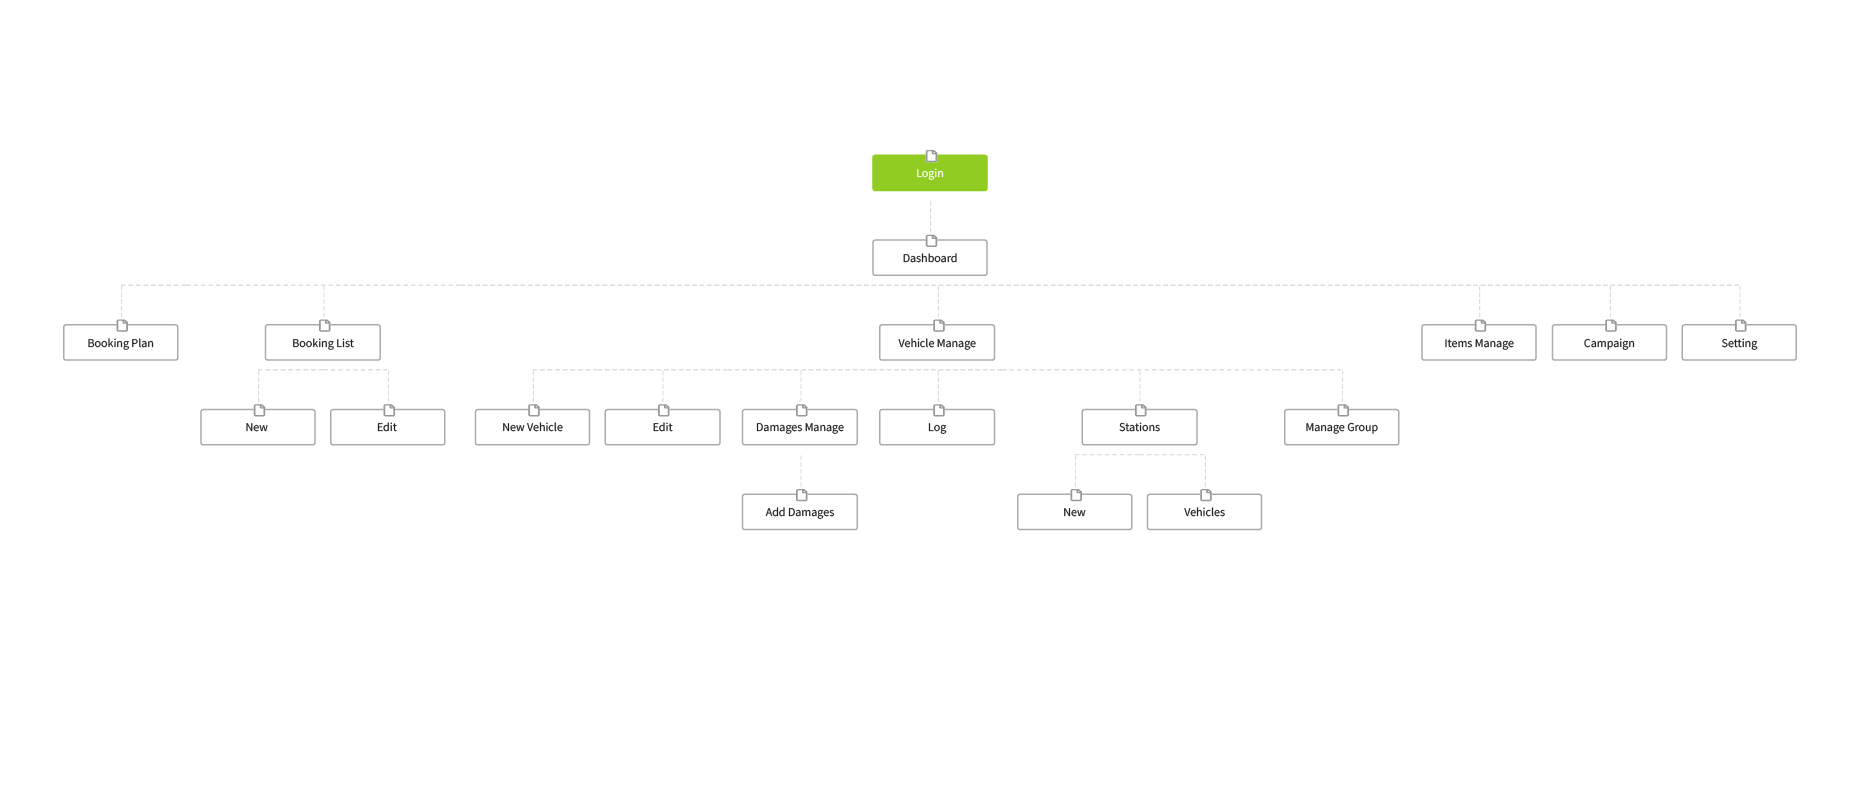 Login
Dashboard
Booking Plan
Booking List
Vehicle Manage
Items Manage
Campaign
Setting
New
Edit
New Vehicle
Edit
Damages Manage
Log
Stations
Manage Group
Add Damages
New
Vehicles